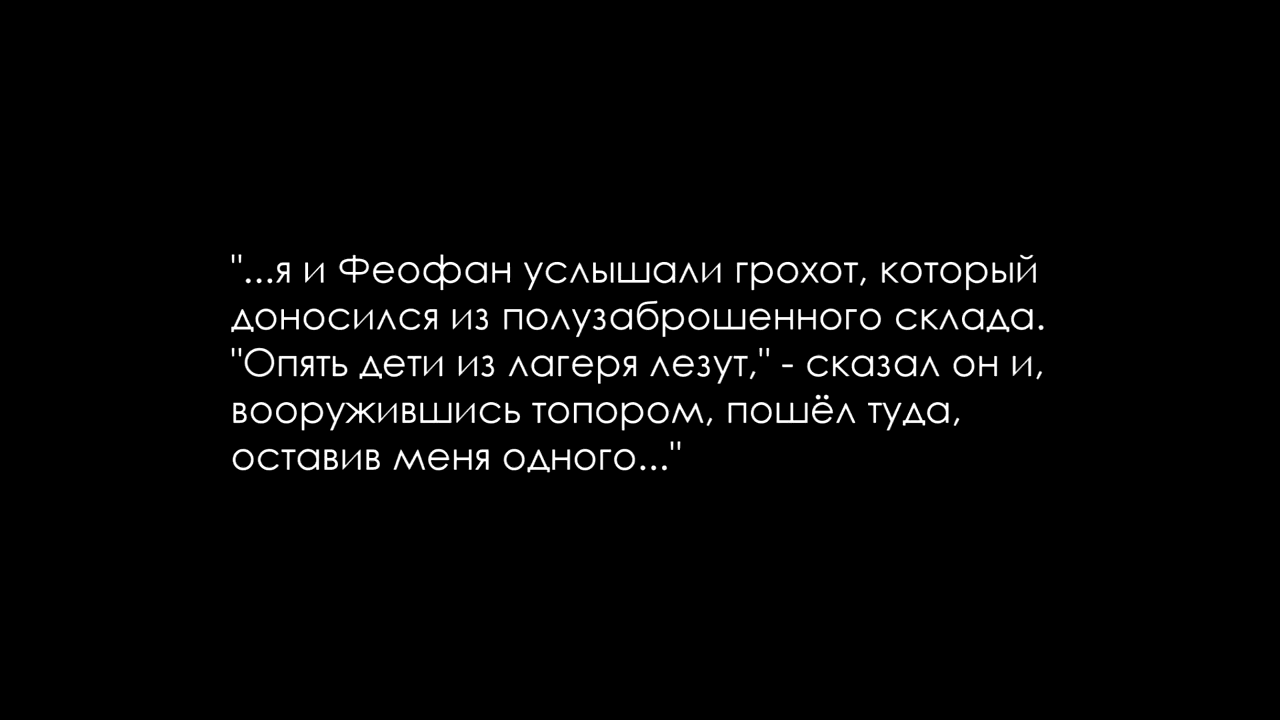 "...я и Феофан услышали грохот, который
доносился из полузаброшенного склада.
"Опять дети из лагеря лезут," - сказал он и,
вооружившись топором, пошёл туда,
оставив меня одного..."